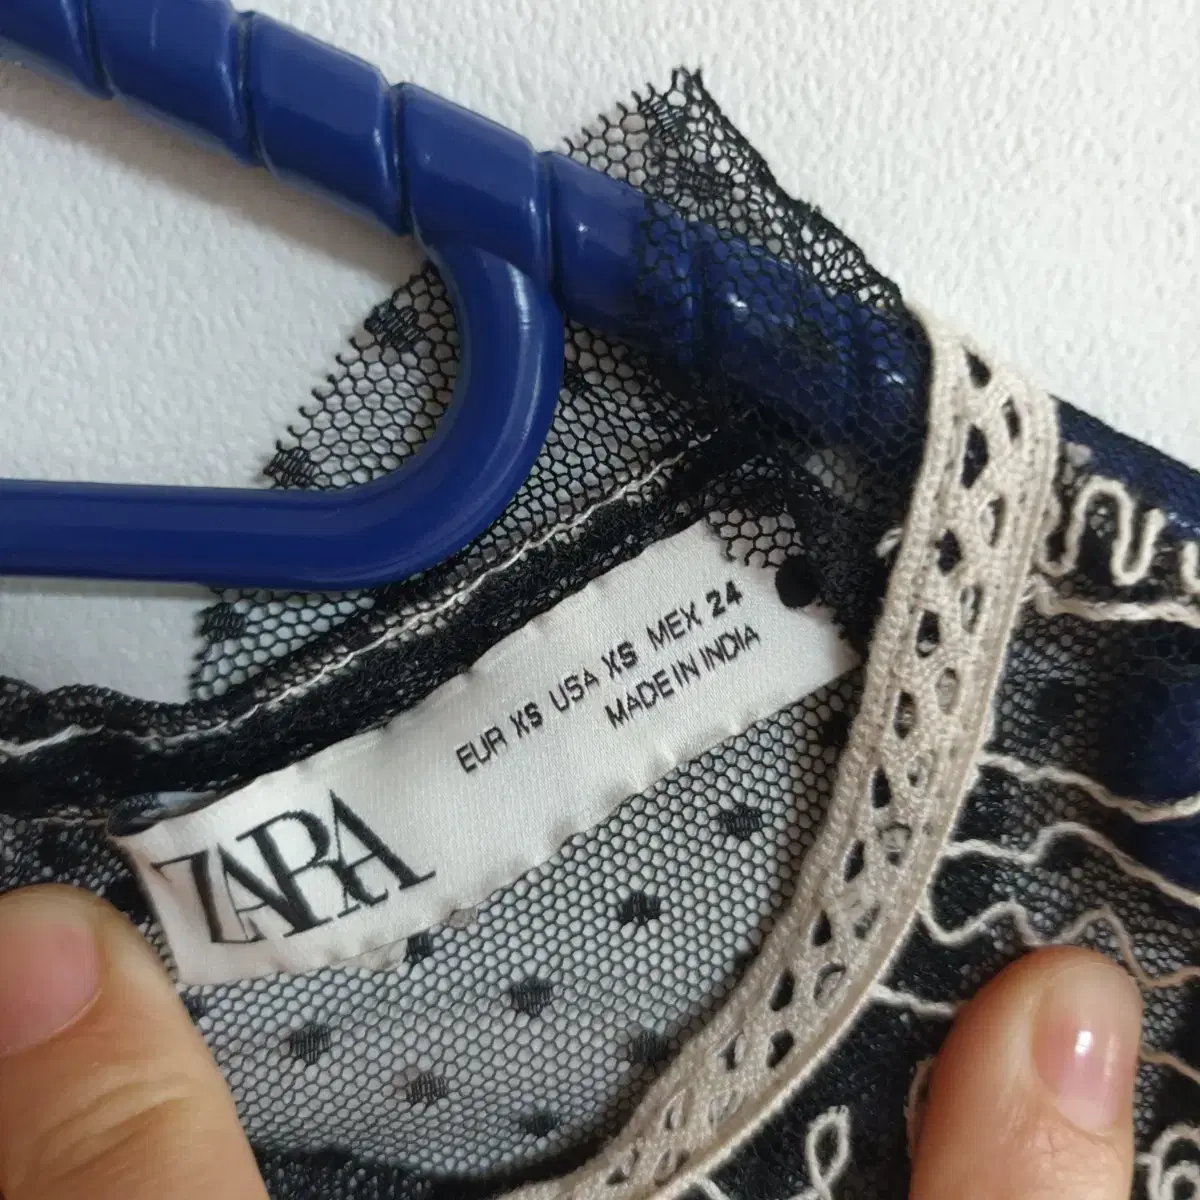 ZARA
EUR XS USA XS MEX 24
MADE IN INDIA